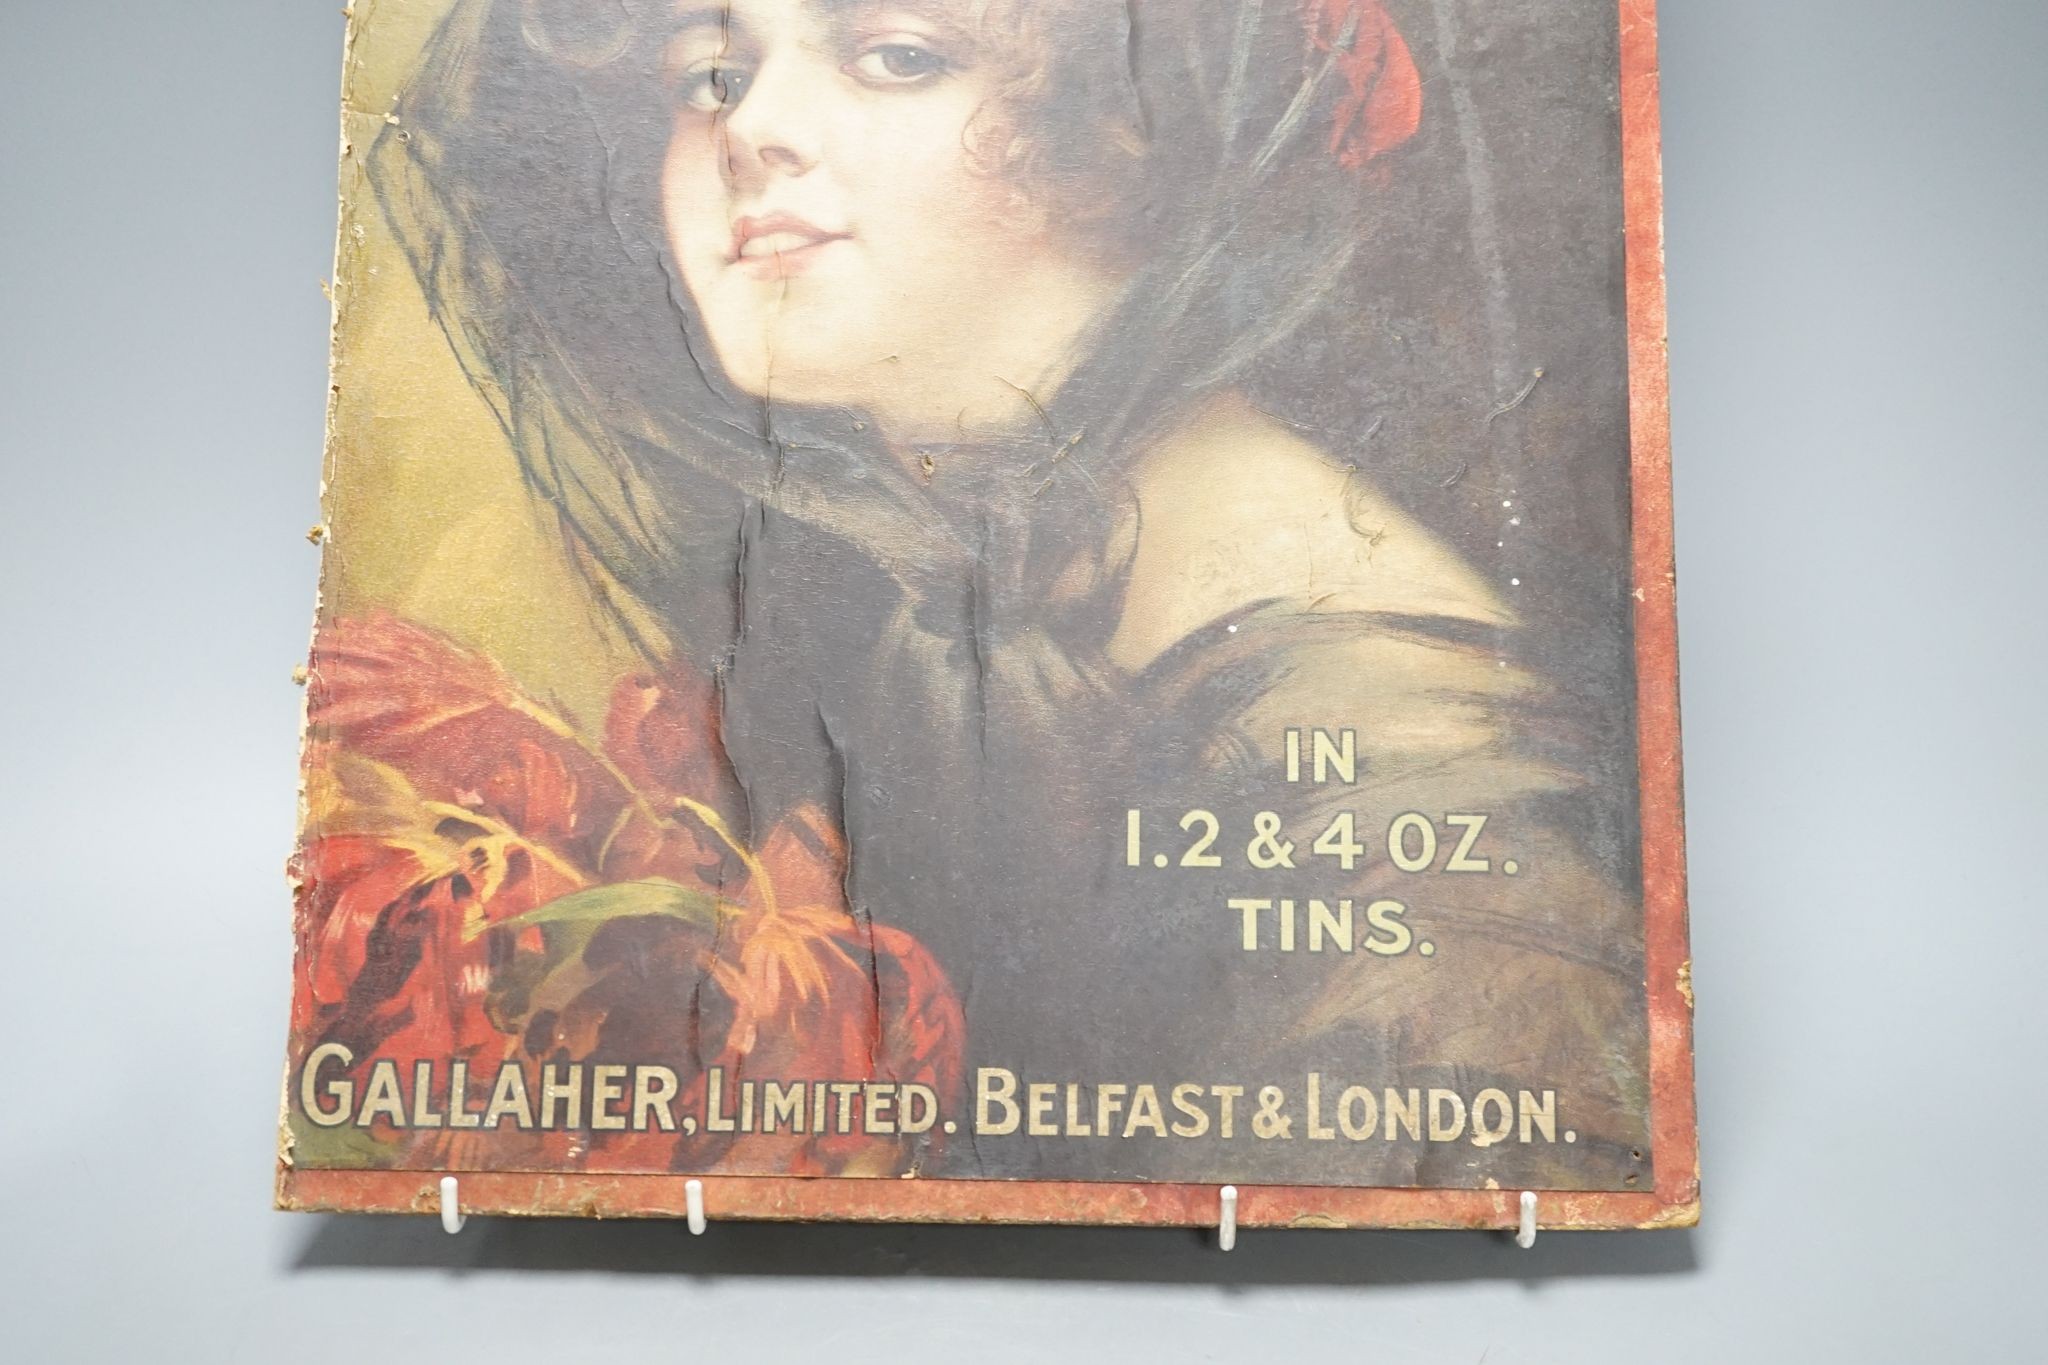 IN
1.2 & 4 OZ.
TINS.
GALLAHER, LIMITED. BELFAST & LONDON.